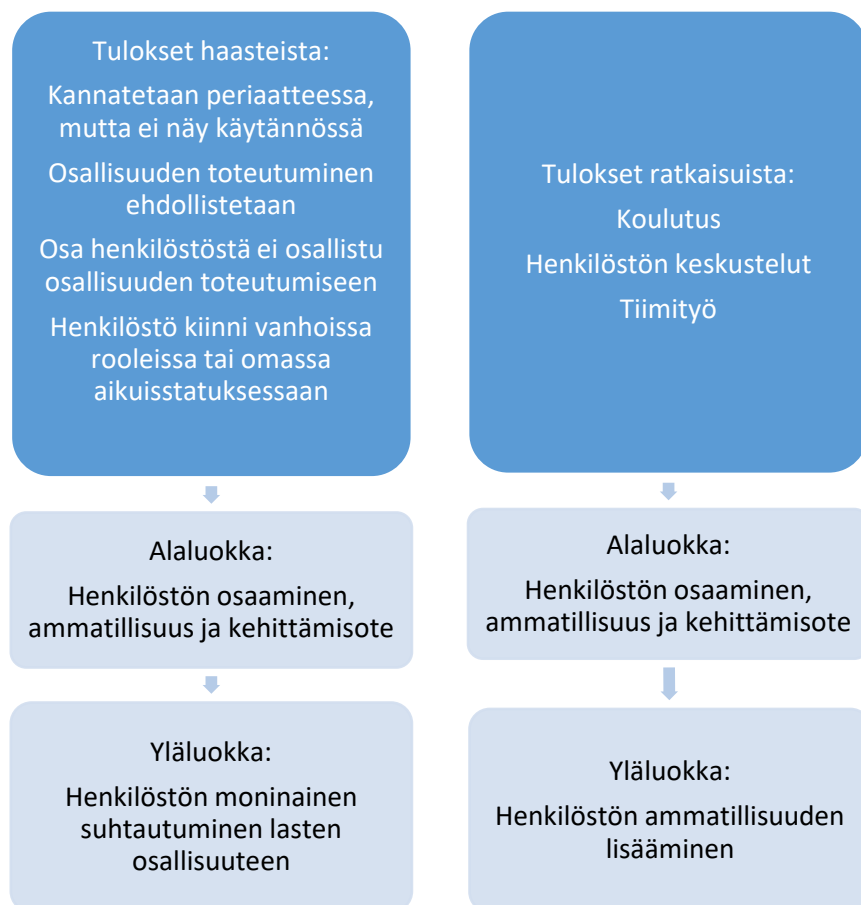 Tulokset haasteista:
Kannatetaan periaatteessa,
mutta ei näy käytännössä
Osallisuuden toteutuminen
ehdollistetaan
Osa henkilöstöstä ei osallistu
osallisuuden toteutumiseen
Henkilöstö kiinni vanhoissa
rooleissa tai omassa
aikuisstatuksessaan
Alaluokka:
Henkilöstön osaaminen,
ammatillisuus ja kehittämisote
Yläluokka:
Henkilöstön moninainen
suhtautuminen lasten
osallisuuteen
Tulokset ratkaisuista:
Koulutus
Henkilöstön keskustelut
Tiimityö
Alaluokka:
Henkilöstön osaaminen,
ammatillisuus ja kehittämisote
Yläluokka:
Henkilöstön ammatillisuuden
lisääminen